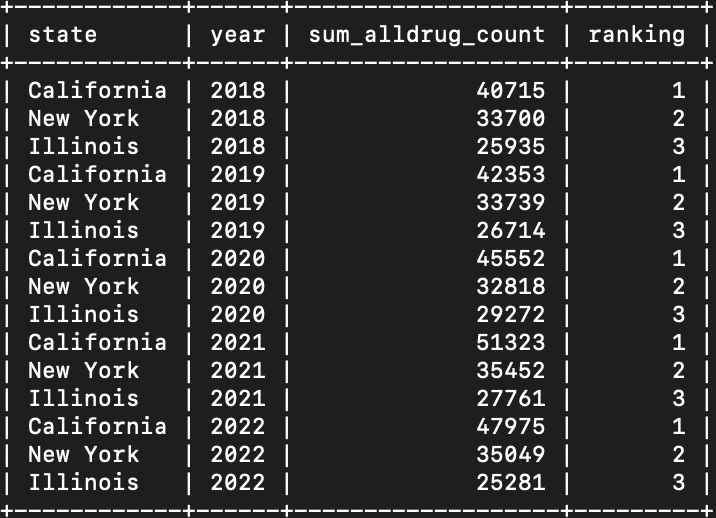 +------------+------+-------------------+---------+
| state      | year | sum_alldrug_count | ranking |
+------------+------+-------------------+---------+
| California | 2018 |             40715 |       1 |
| New York   | 2018 |             33700 |       2 |
| Illinois   | 2018 |             25935 |       3 |
| California | 2019 |             42353 |       1 |
| New York   | 2019 |             33739 |       2 |
| Illinois   | 2019 |             26714 |       3 |
| California | 2020 |             45552 |       1 |
| New York   | 2020 |             32818 |       2 |
| Illinois   | 2020 |             29272 |       3 |
| California | 2021 |             51323 |       1 |
| New York   | 2021 |             35452 |       2 |
| Illinois   | 2021 |             27761 |       3 |
| California | 2022 |             47975 |       1 |
| New York   | 2022 |             35049 |       2 |
| Illinois   | 2022 |             25281 |       3 |
+------------+------+-------------------+---------+